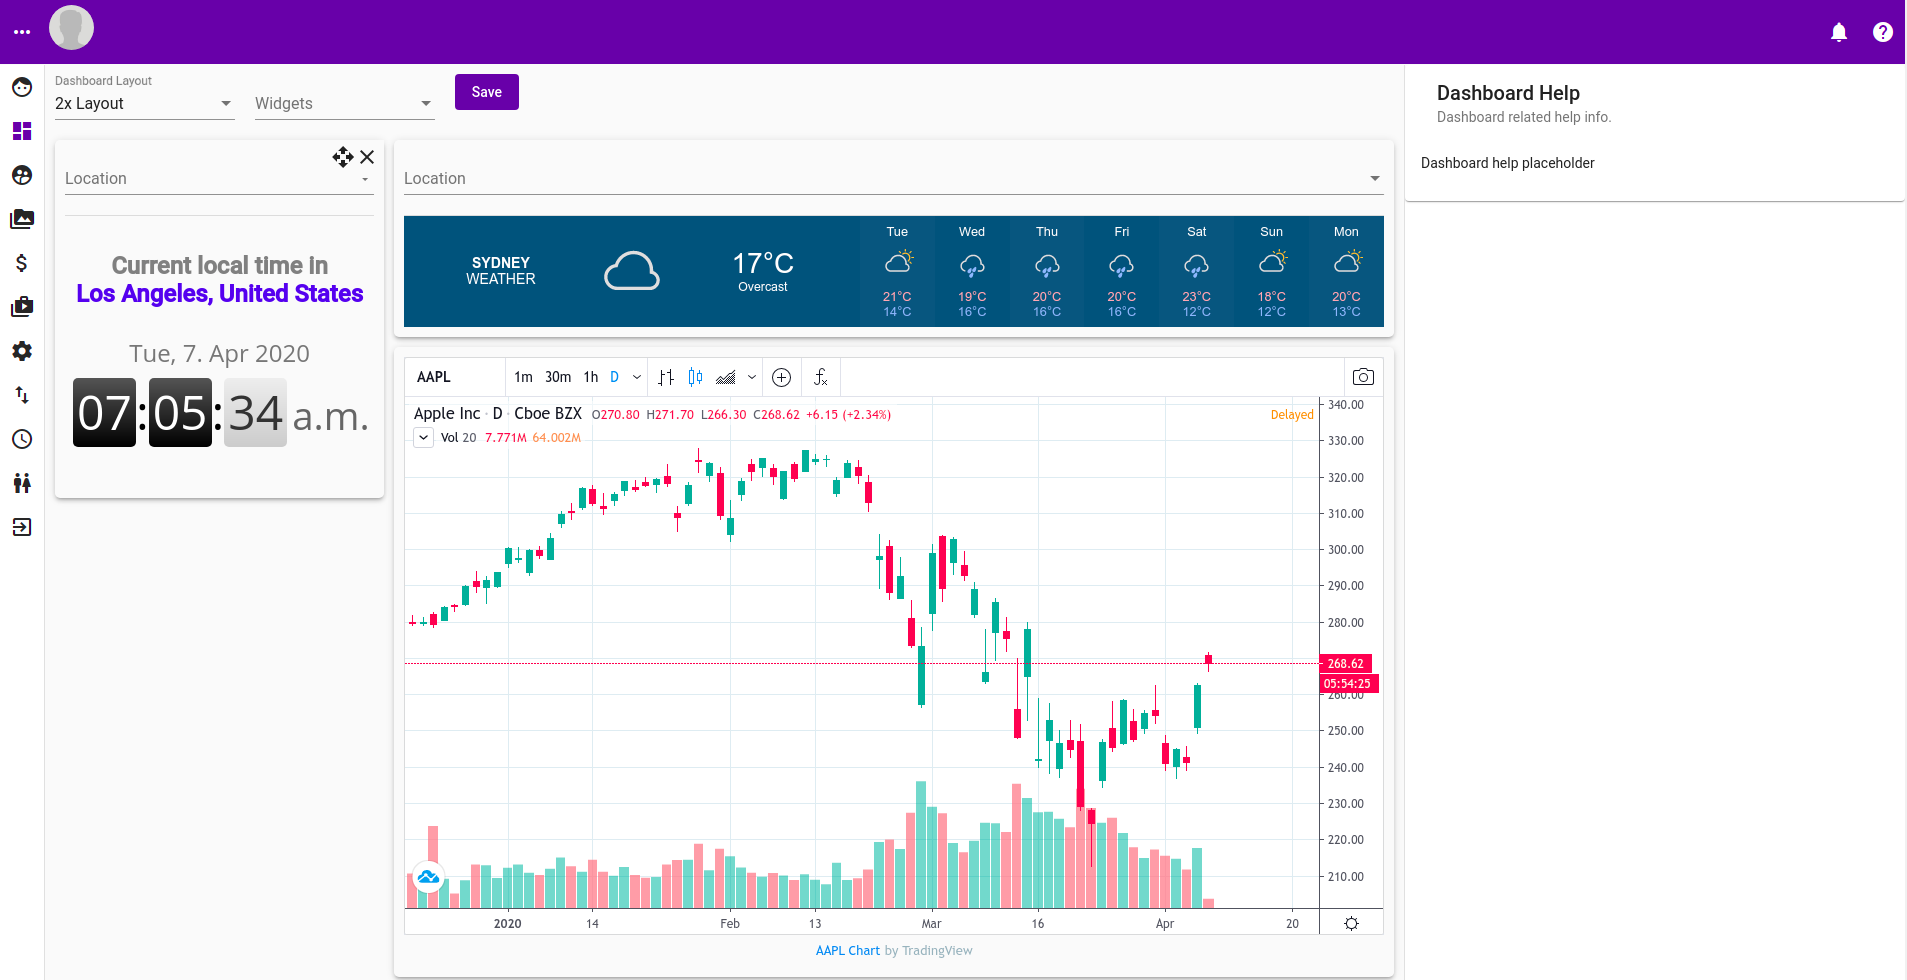 Dashboard Layout
2x Layout
Widgets
Save
Dashboard Help
Dashboard related help info.
Dashboard help placeholder
Location
Current local time in
Los Angeles, United States
Tue, 7. Apr 2020
07:05:34 a.m.
Location
SYDNEY
WEATHER
17°C
Overcast
Tue Wed Thu Fri Sat Sun Mon
21°C 19°C 20°C 20°C 23°C 18°C 20°C
14°C 16°C 16°C 16°C 12°C 12°C 13°C
AAPL 1m 30m 1h D
Apple Inc · D · Cboe BZX O270.80 H271.70 L266.30 C268.62 +6.15 (+2.34%)
Delayed
Vol 20 7.771M 64.002M
340.00
330.00
320.00
310.00
300.00
290.00
280.00
268.62
05:54:25
260.00
250.00
240.00
230.00
220.00
210.00
2020 14 Feb 13 Mar 16 Apr 20
AAPL Chart by TradingView